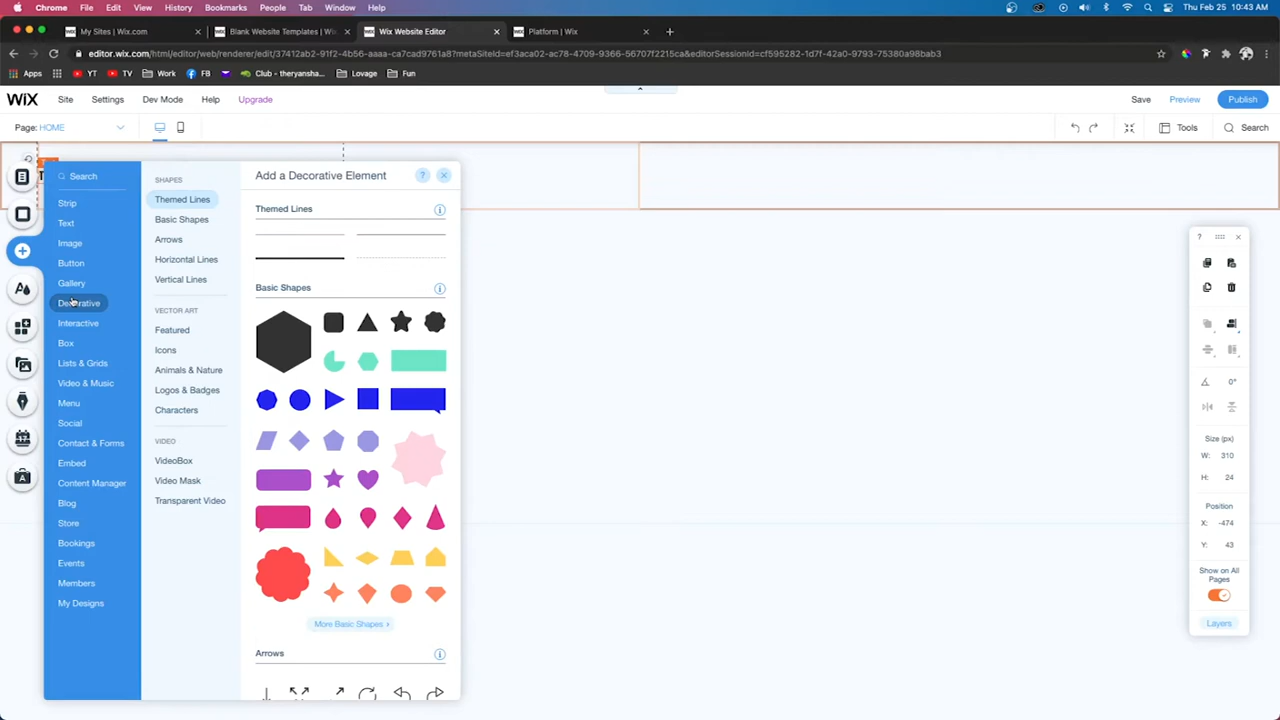 Chrome File Edit View History Bookmarks People Add Tab Window Help Thu Feb 20 11:43 AM
My Sites | Wix.com Blank Website Templates | Wix Wix Website Editor Platform | Wix
editor.wix.com/html/editor/web/renderer/edit/37412ab2-91f2-4b56-aaaa-ca7cad9761a8?metaSiteId=ef3aca02-ac78-4709-9366-56707f2215ca&editorSessionId=cf595282-1d7f-42a0-9793-75380a98bab3
Apps YT TV Work FB Club - theryansha... Lovage Fun
WiX Site Settings Dev Mode Help Upgrade Save Preview Publish
Page: HOME Tools Search
Search
Strip
Text
Image
Button
Gallery
Decorative
Interactive
Box
Lists & Grids
Video & Music
Menu
Social
Contact & Forms
Embed
Content Manager
Blog
Store
Bookings
Events
Members
My Designs
SHAPES
Themed Lines
Basic Shapes
Arrows
Horizontal Lines
Vertical Lines
VECTOR ART
Featured
Icons
Animals & Nature
Logos & Badges
Characters
VIDEO
VideoBox
Video Mask
Transparent Video
Add a Decorative Element ?
Themed Lines
Basic Shapes
More Basic Shapes >
Arrows
?
0°
Size (px)
W: 310
H: 24
Position
X: -474
Y: 43
Show on All
Pages
Layers